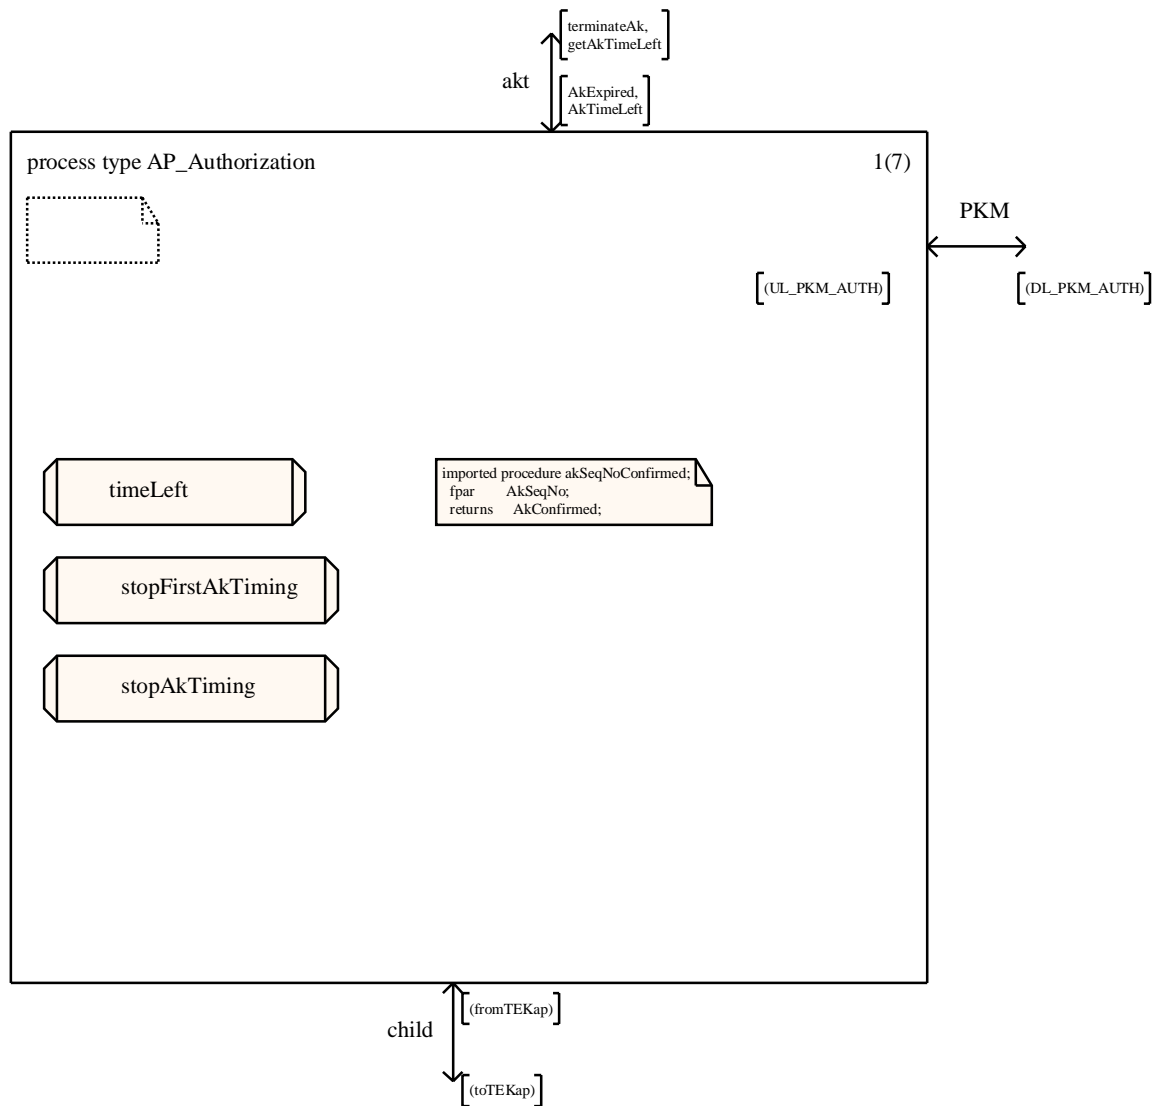 terminateAk,
getAkTimeLeft
akt
AkExpired,
AkTimeLeft
process type AP_Authorization
1(7)
PKM
(UL_PKM_AUTH)
(DL_PKM_AUTH)
timeLeft
imported procedure akSeqNoConfirmed;
fpar AkSeqNo;
returns AkConfirmed;
stopFirstAkTiming
stopAkTiming
(fromTEKap)
child
(toTEKap)